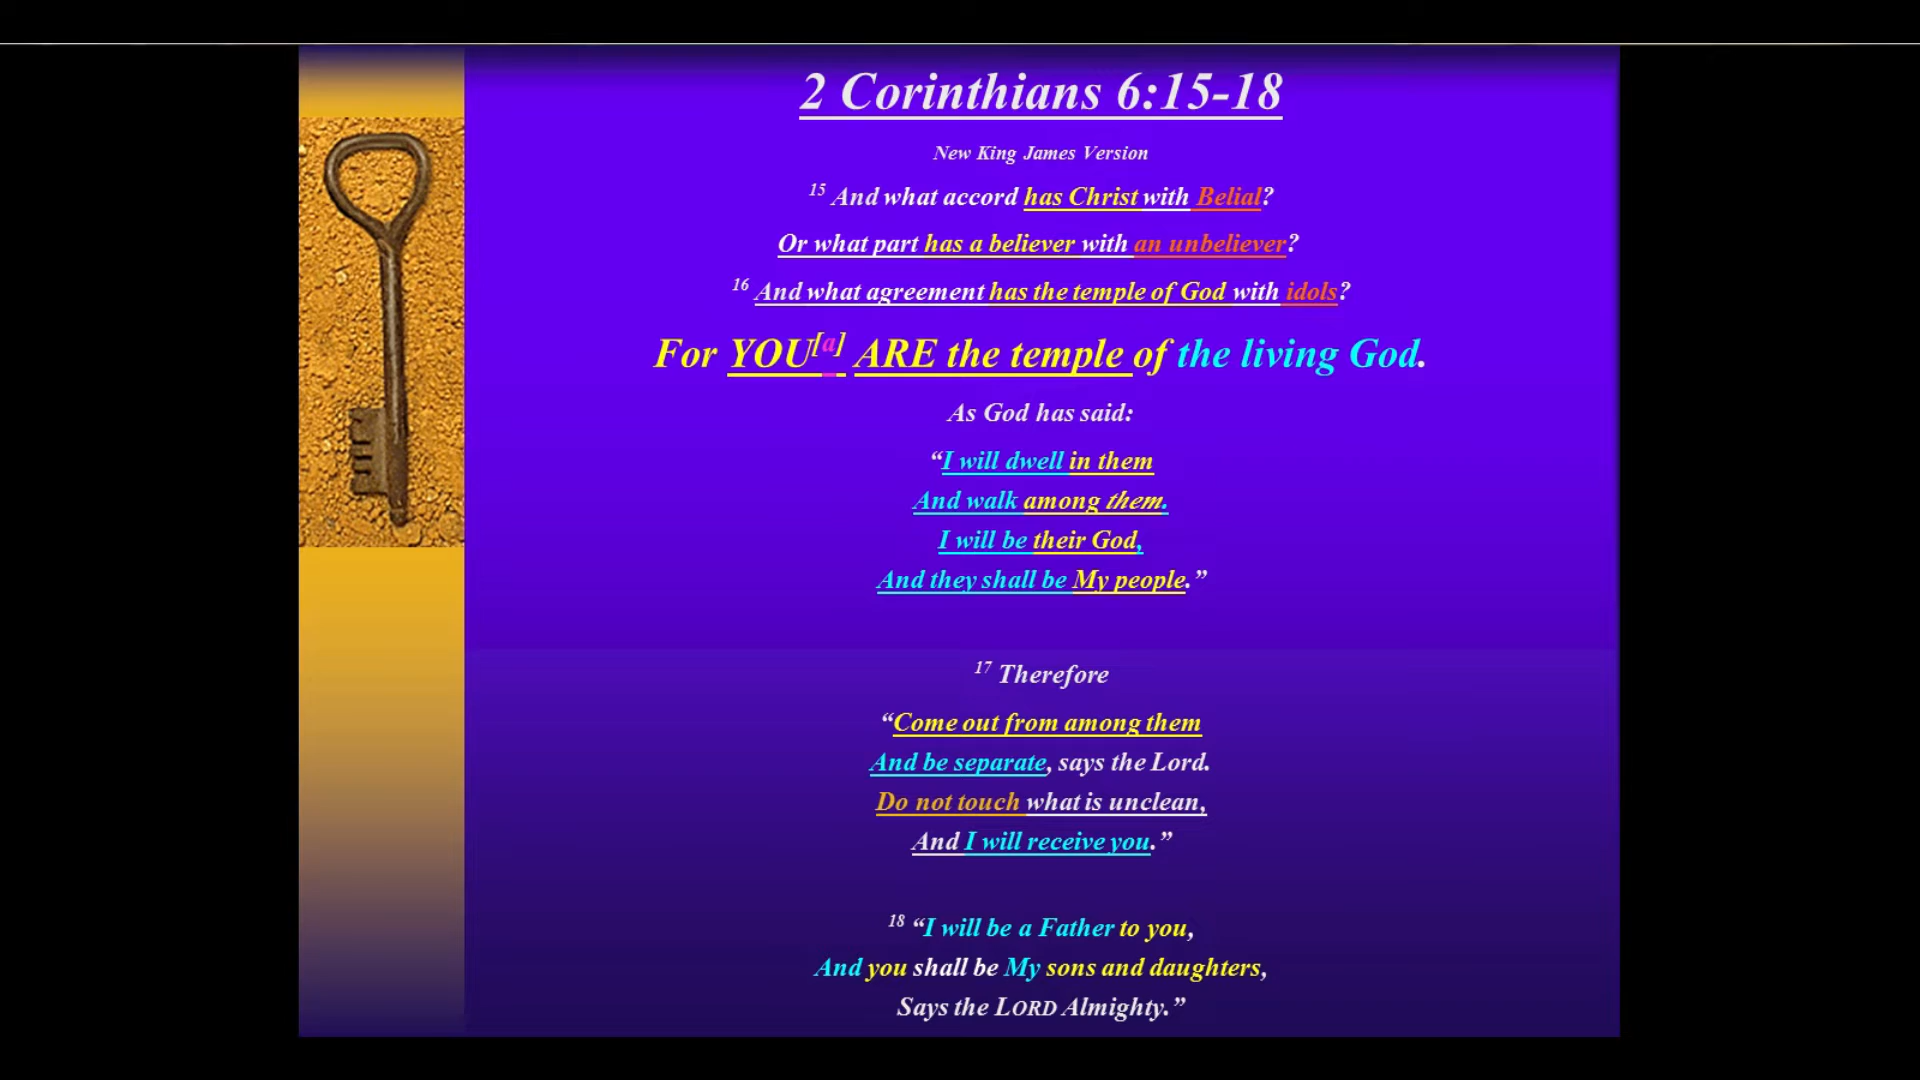 2 Corinthians 6:15-18
New King James Version
15 And what accord has Christ with Belial?
Or what part has a believer with an unbeliever?
16 And what agreement has the temple of God with idols?
For YOU[a] ARE the temple of the living God.
As God has said:
“I will dwell in them
And walk among them.
I will be their God,
And they shall be My people.”
17 Therefore
“Come out from among them
And be separate, says the Lord.
Do not touch what is unclean,
And I will receive you.”
18 “I will be a Father to you,
And you shall be My sons and daughters,
Says the LORD Almighty.”